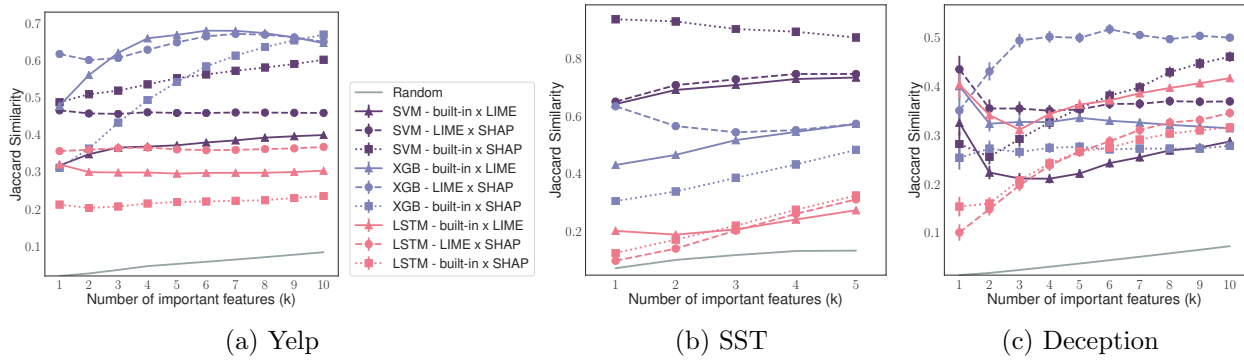 Jaccard Similarity
0.7
0.6
0.5
0.4
0.3
0.2
0.1
1 2 3 4 5 6 7 8 9 10
Number of important features (k)
(a) Yelp
Random
SVM - built-in x LIME
SVM - LIME x SHAP
SVM - built-in x SHAP
XGB - built-in x LIME
XGB - LIME x SHAP
XGB - built-in x SHAP
LSTM - built-in x LIME
LSTM - LIME x SHAP
LSTM - built-in x SHAP
Jaccard Similarity
0.8
0.6
0.4
0.2
1 2 3 4 5
Number of important features (k)
(b) SST
Jaccard Similarity
0.5
0.4
0.3
0.2
0.1
1 2 3 4 5 6 7 8 9 10
Number of important features (k)
(c) Deception